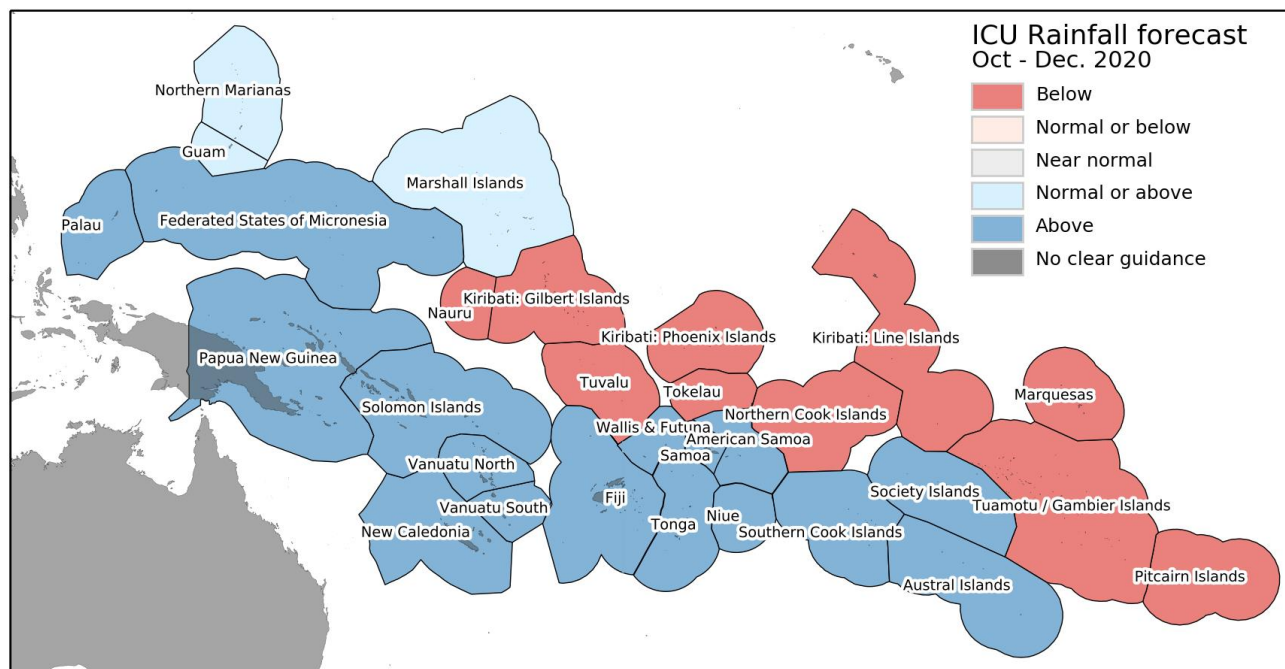 ICU Rainfall forecast
Oct - Dec. 2020
Below
Normal or below
Near normal
Normal or above
Above
No clear guidance
Northern Marianas
Guam
Marshall Islands
Palau
Federated States of Micronesia
Nauru
Kiribati: Gilbert Islands
Kiribati: Phoenix Islands
Kiribati: Line Islands
Papua New Guinea
Tuvalu
Tokelau
Marquesas
Solomon Islands
Northern Cook Islands
Wallis & Futuna
American Samoa
Samoa
Vanuatu North
Society Islands
Fiji
Vanuatu South
Tuamotu / Gambier Islands
New Caledonia
Tonga
Niue
Southern Cook Islands
Austral Islands
Pitcairn Islands